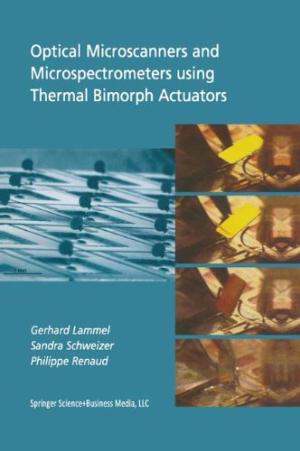 Optical Microscanners and
Microspectrometers using
Thermal Bimorph Actuators
Gerhard Lammel
Sandra Schweizer
Philippe Renaud
Springer Science+Business Media, LLC